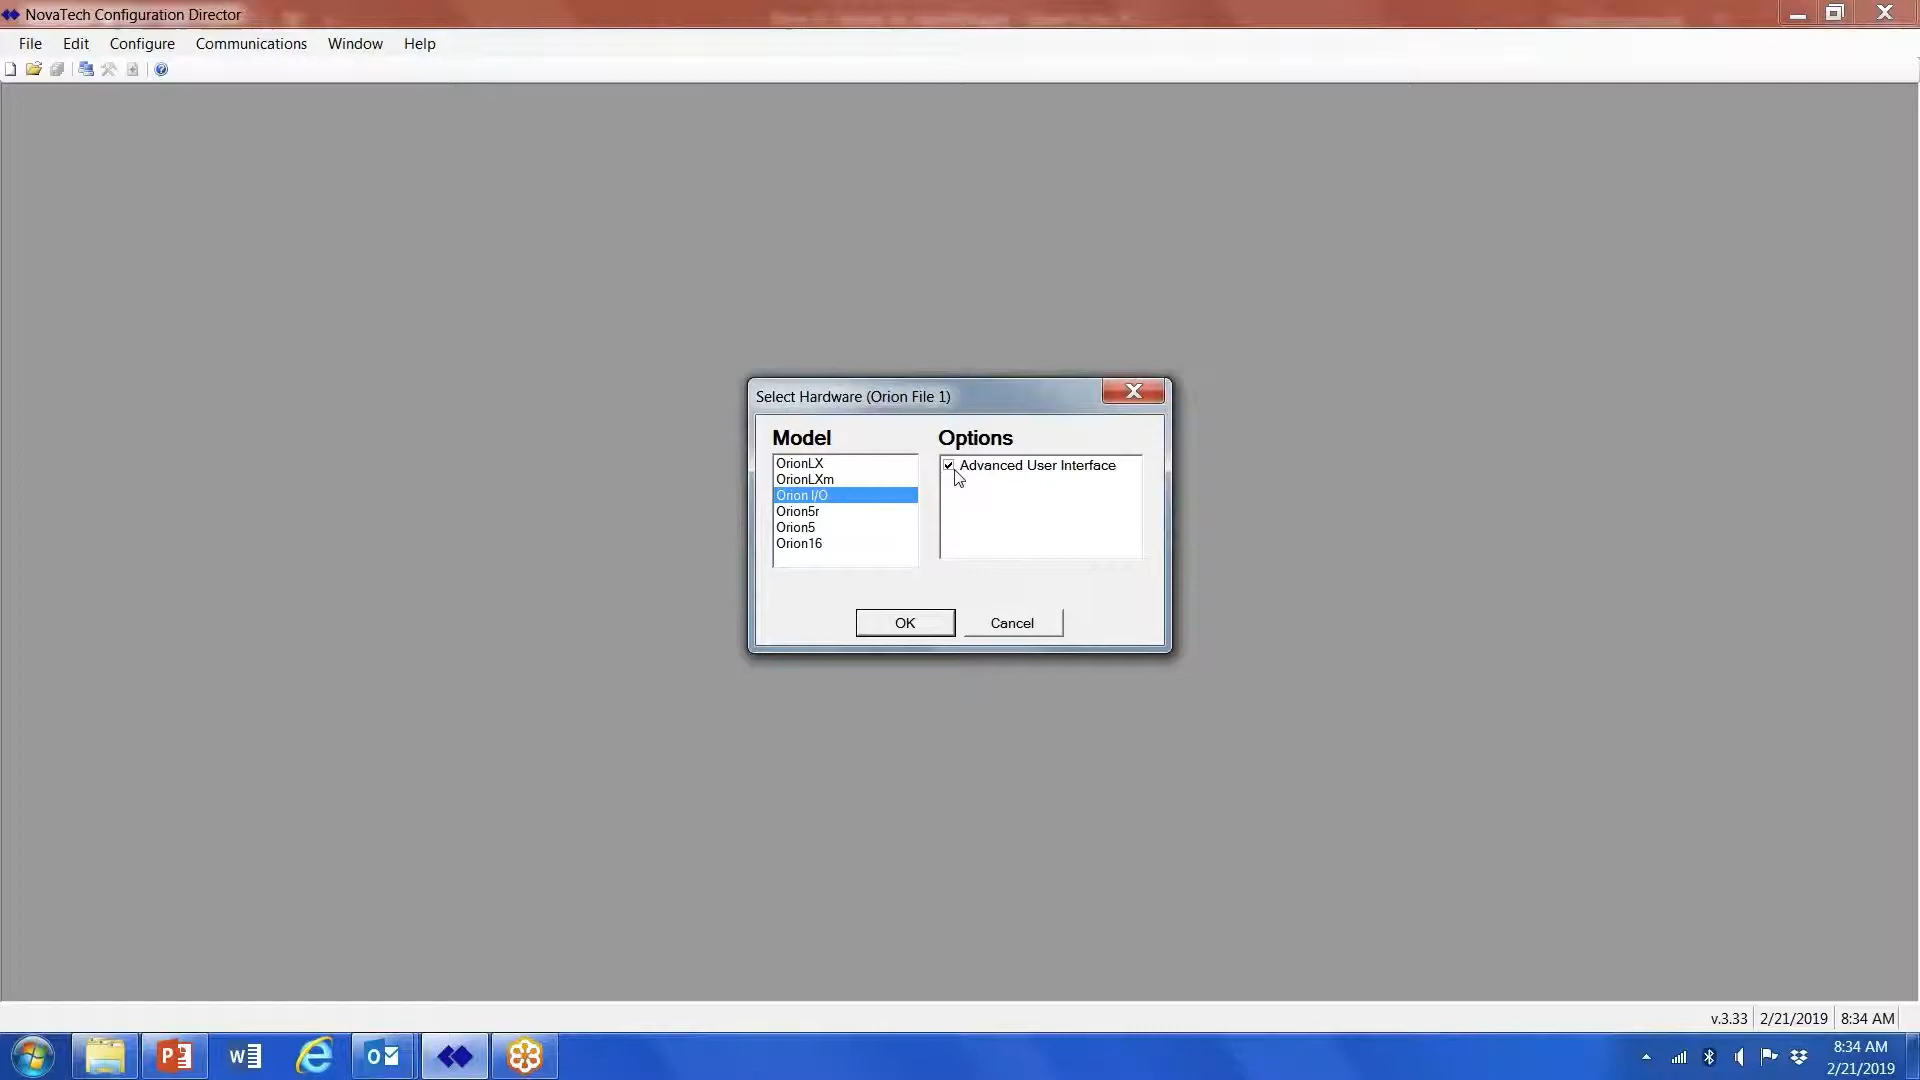 NovaTech Configuration Director
File Edit Configure Communications Window Help
Select Hardware (Orion File 1)
Model
Options
OrionLX
OrionLXm
Orion I/O
Orion5r
Orion5
Orion16
Advanced User Interface
OK
Cancel
v.3.33 2/21/2019 8:34 AM
8:34 AM
2/21/2019